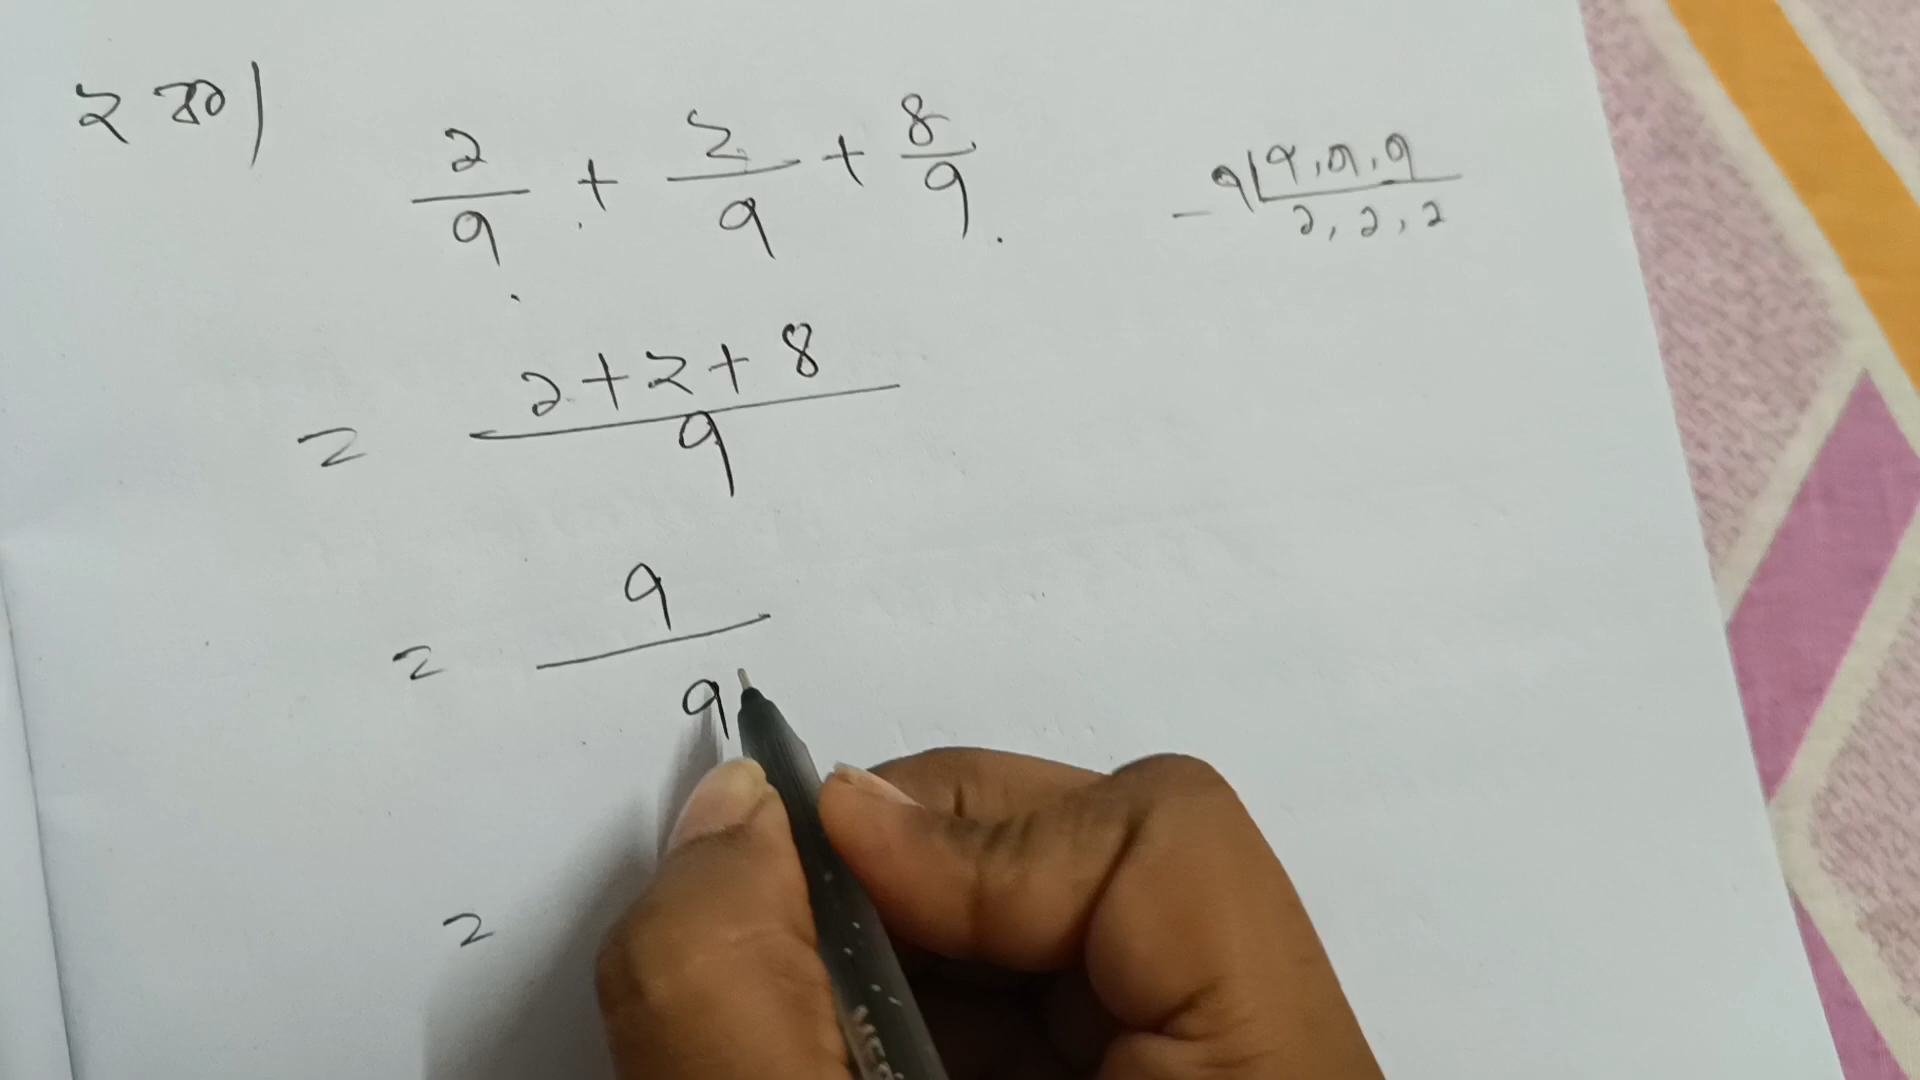 ২ ক)
১/৭ + ২/৭ + ৪/৭
৭ | ৭, ৭, ৭
১, ১, ১
= ১+২+৪ / ৭
= ৭ / ৭
=